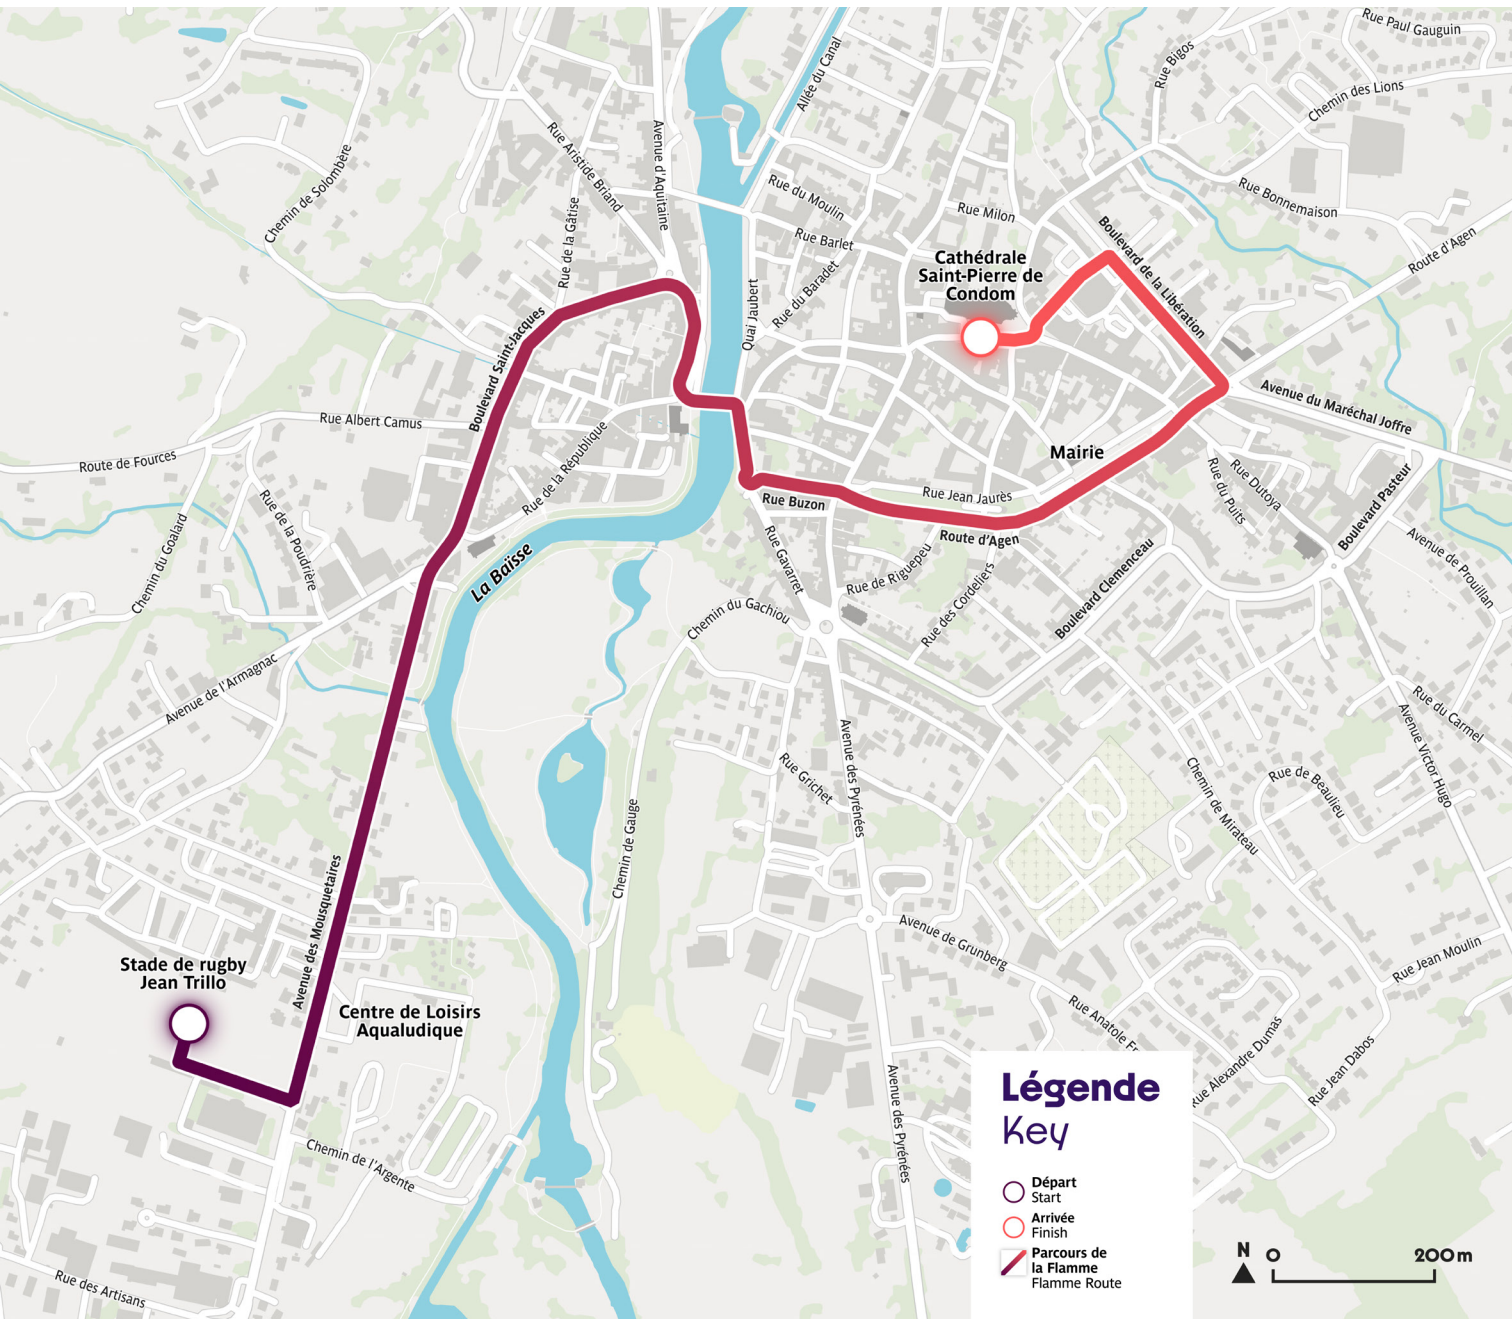 Rue Paul Gauguin
Rue Bigos
Allée du Canal
Chemin des Lions
Rue Aristide Briand
Avenue d'Aquitaine
Chemin de Solombère
Rue du Moulin
Rue Bonnemaison
Rue de la Gâtise
Rue Milon
Rue Barlet
Boulevard de la Libération
Route d'Agen
Cathédrale
Saint-Pierre de
Condom
Quai Jaubert
Rue du Baradet
Boulevard Saint-Jacques
Avenue du Maréchal Joffre
Rue Albert Camus
Route de Fources
Rue de la République
Mairie
Rue du Puits
Rue Dutoya
Boulevard Pasteur
Rue de la Poudrière
Chemin du Goalard
Rue Jean Jaurès
Rue Buzon
Route d'Agen
La Baïse
Rue Gavarret
Rue de Riguepeu
Rue des Cordeliers
Boulevard Clemenceau
Avenue de Prouillan
Chemin du Gachiou
Avenue de l'Armagnac
Rue du Carmel
Avenue Victor Hugo
Avenue des Pyrénées
Rue Grichet
Chemin de Mirateau
Rue de Beaulieu
Chemin de Gauge
Avenue des Mousquetaires
Avenue de Grunberg
Rue Jean Moulin
Stade de rugby
Jean Trillo
Centre de Loisirs
Aqualudique
Rue Anatole Fr
Rue Alexandre Dumas
Rue Jean Dabos
Avenue des Pyrénées
Chemin de l'Argente
Rue des Artisans
Légende
Key
Départ
Start
Arrivée
Finish
Parcours de
la Flamme
Flamme Route
N 0 200m